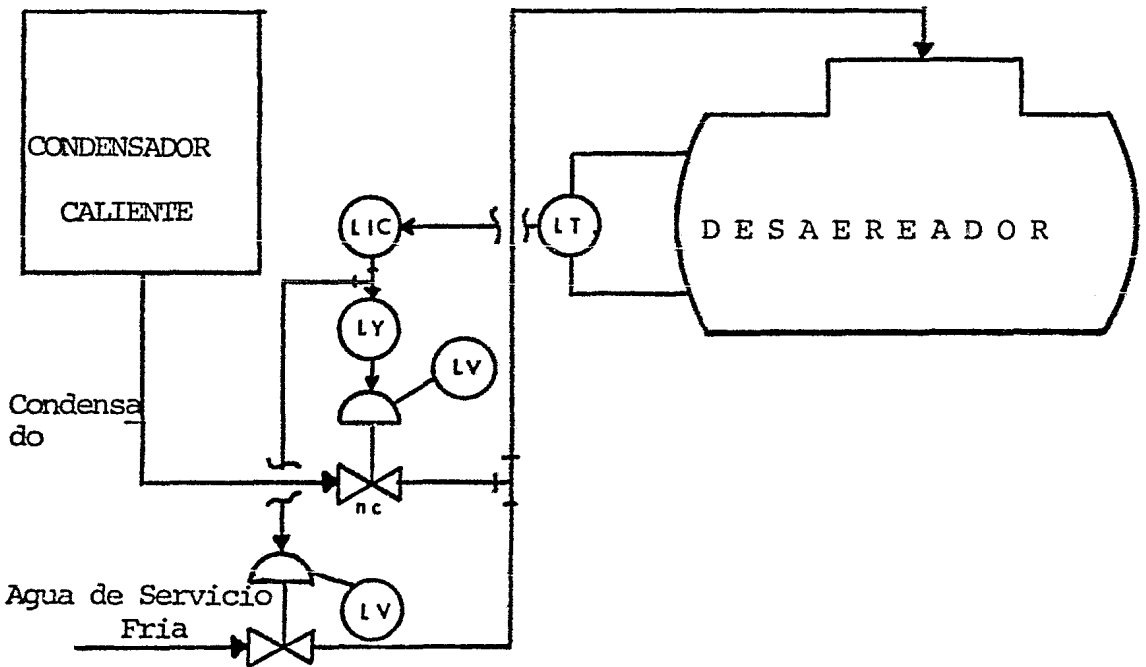 CONDENSADOR
CALIENTE
LIC
LT
DESAEREADOR
LY
LV
Condensa
do
nc
Agua de Servicio
Fria
LV